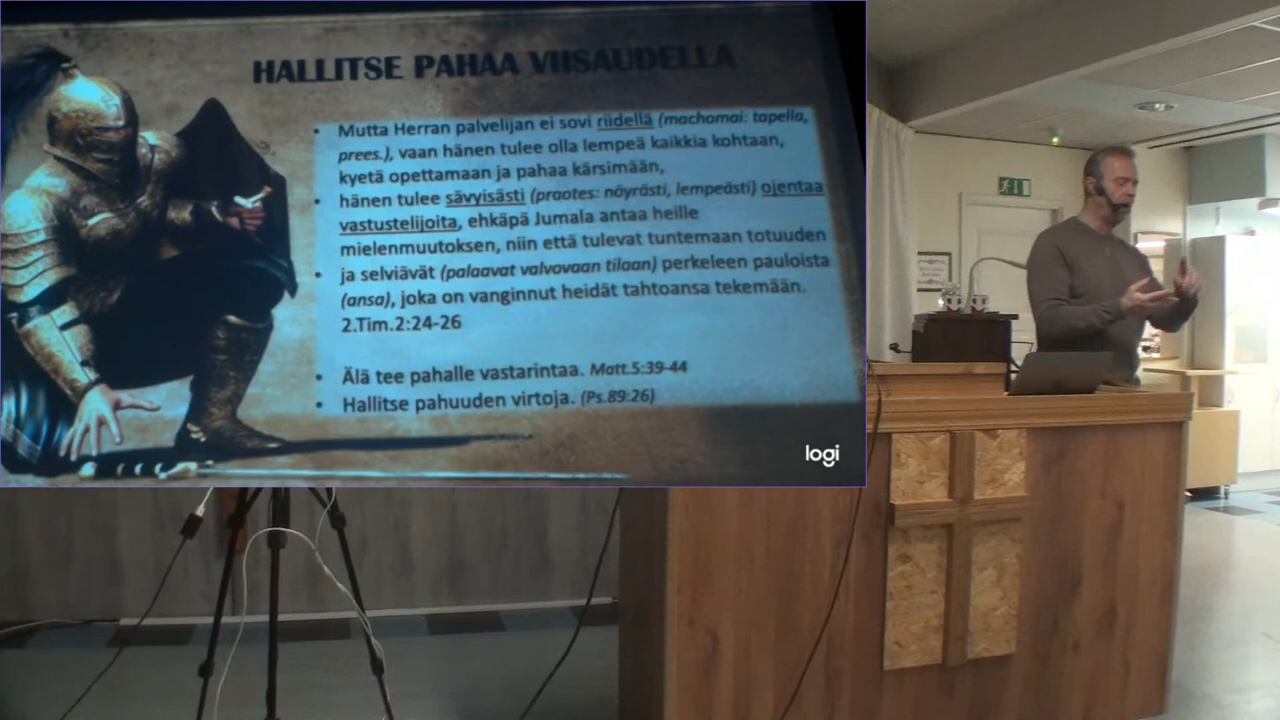 HALLITSE PAHAA VIISAUDELLA
• Mutta Herran palvelijan ei sovi riidellä (machomai: tapella,
prees.), vaan hänen tulee olla lempeä kaikkia kohtaan,
kyetä opettamaan ja pahaa kärsimään,
• hänen tulee sävyisästi (praotes: nöyrästi, lempeästi) ojentaa
vastustelijoita, ehkäpä Jumala antaa heille
mielenmuutoksen, niin että tulevat tuntemaan totuuden
• ja selviävät (palaavat valvovaan tilaan) perkeleen pauloista
(ansa), joka on vanginnut heidät tahtoansa tekemään.
2.Tim.2:24-26
• Älä tee pahalle vastarintaa. Matt.5:39-44
• Hallitse pahuuden virtoja. (Ps.89:26)
logi